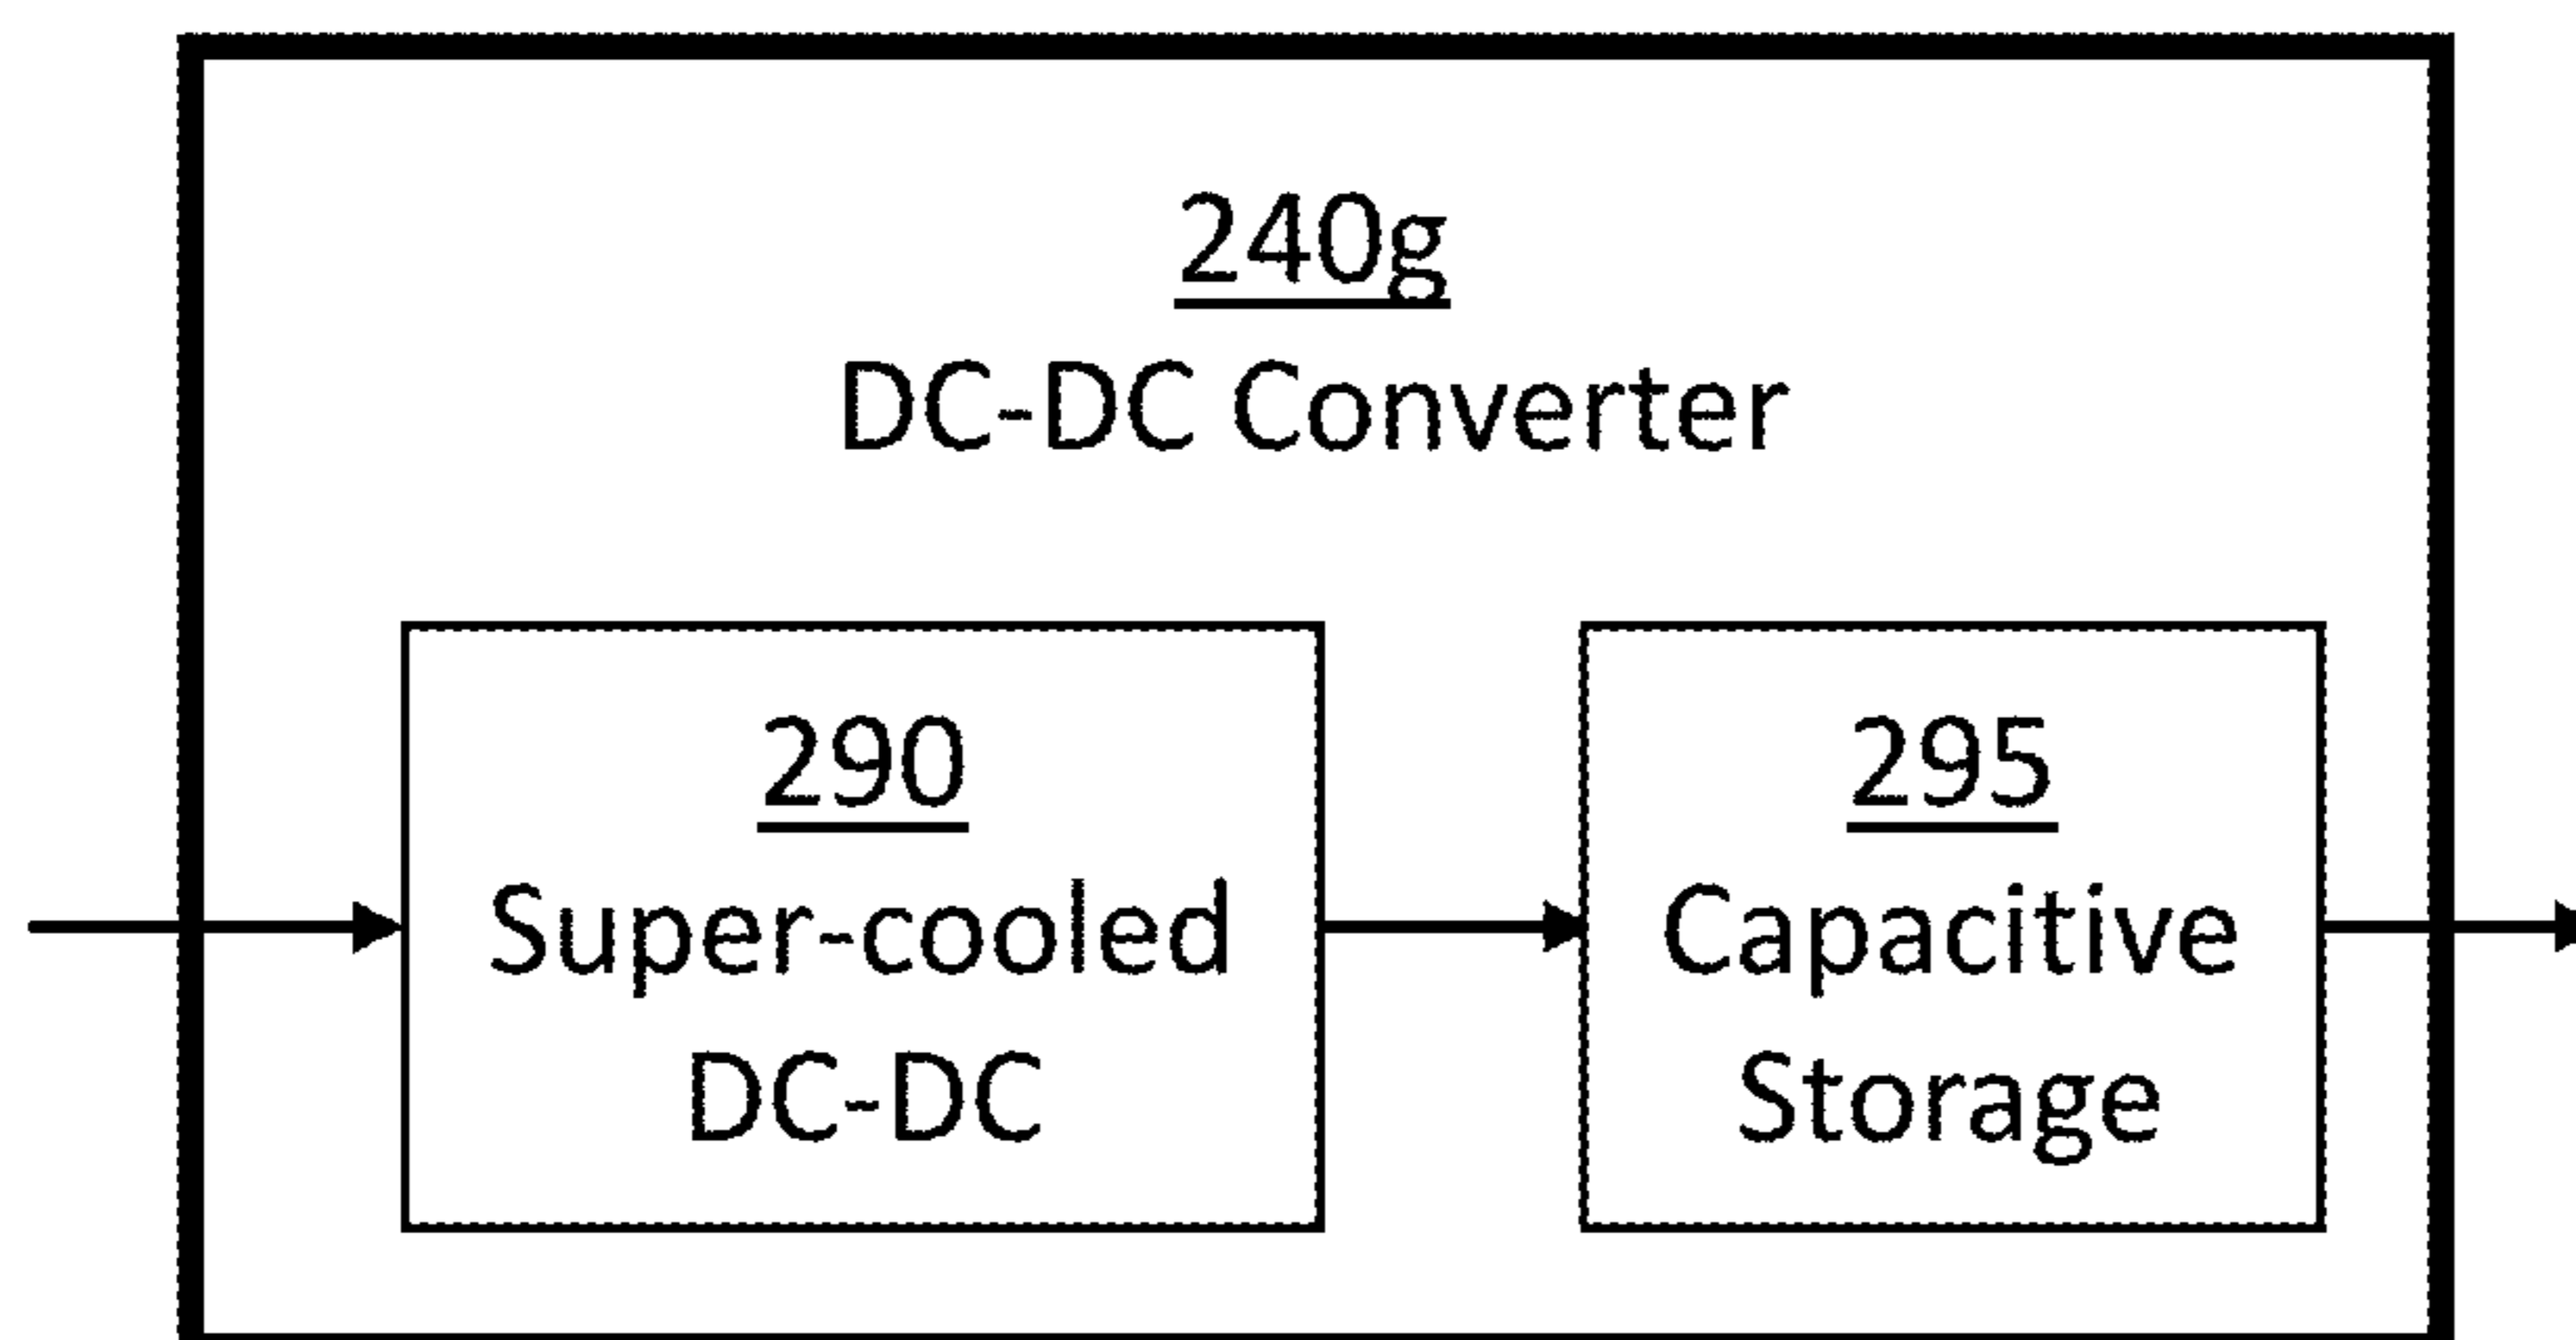 240g
DC-DC Converter
290
Super-cooled
DC-DC
295
Capacitive
Storage